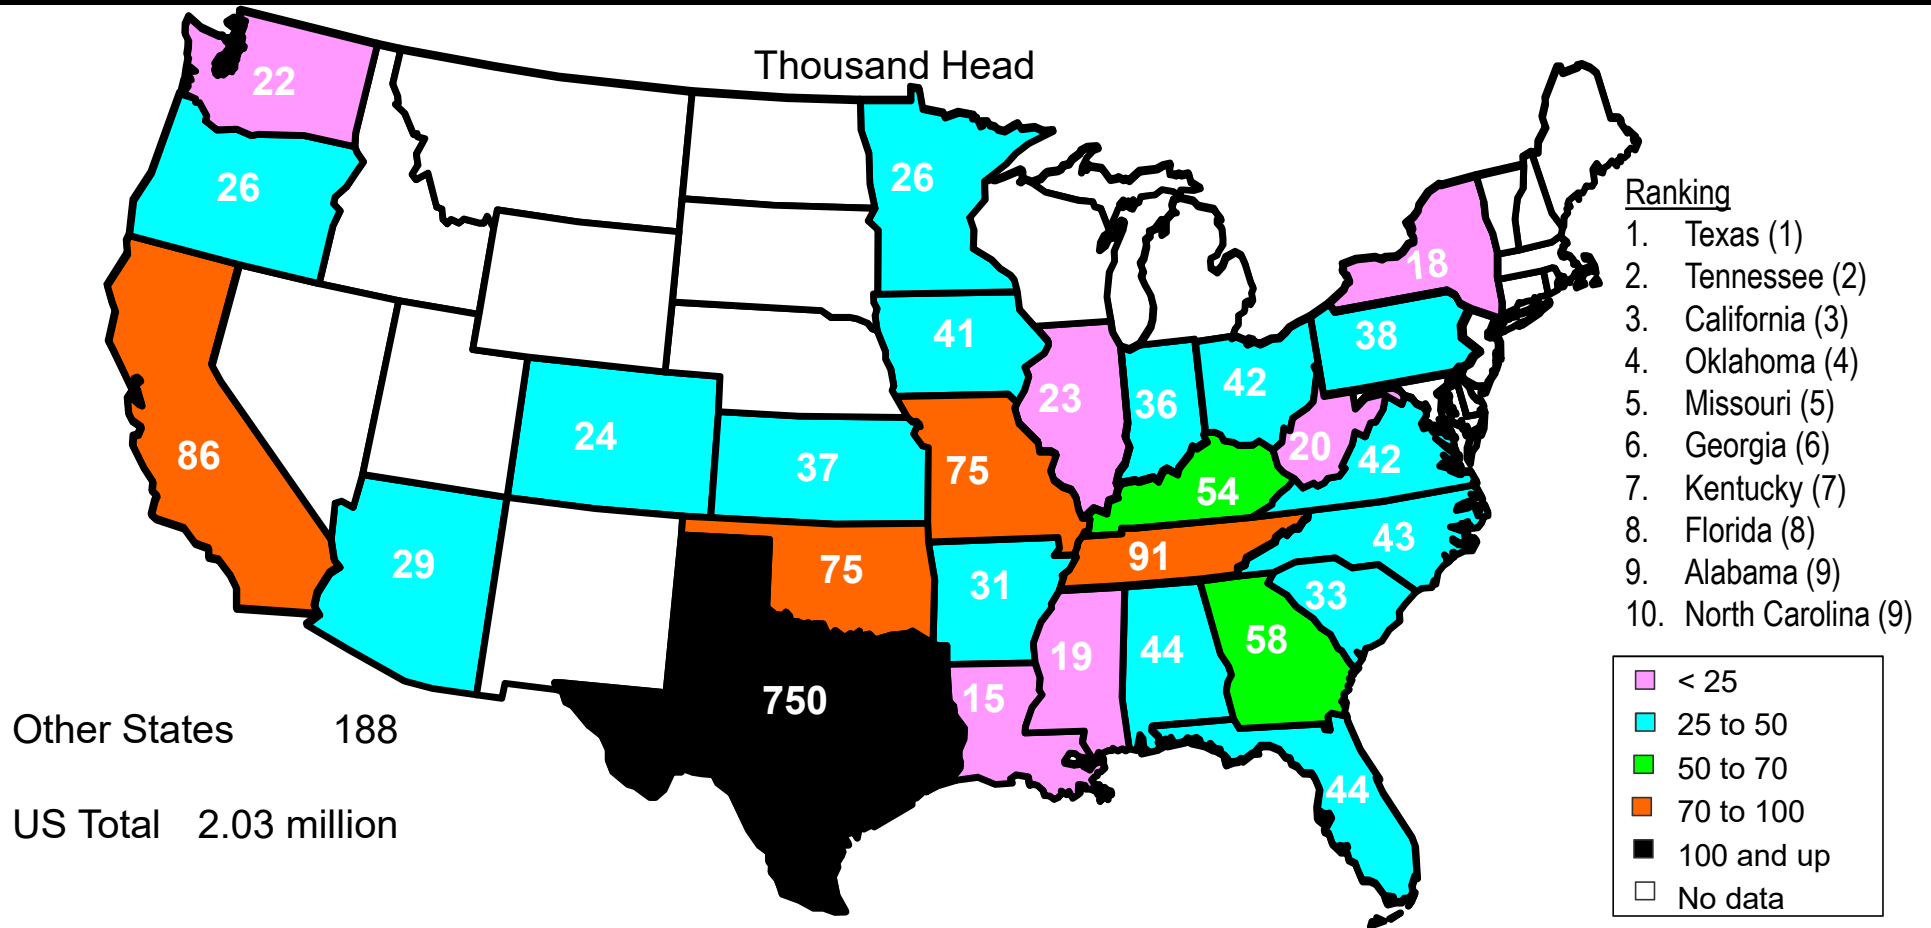 Thousand Head
22
26
26
18
41
38
23
36
42
86
24
37
75
20
42
54
29
75
31
91
43
33
19
44
58
750
15
44
Other States 188
US Total 2.03 million
Ranking
1. Texas (1)
2. Tennessee (2)
3. California (3)
4. Oklahoma (4)
5. Missouri (5)
6. Georgia (6)
7. Kentucky (7)
8. Florida (8)
9. Alabama (9)
10. North Carolina (9)
< 25
25 to 50
50 to 70
70 to 100
100 and up
No data